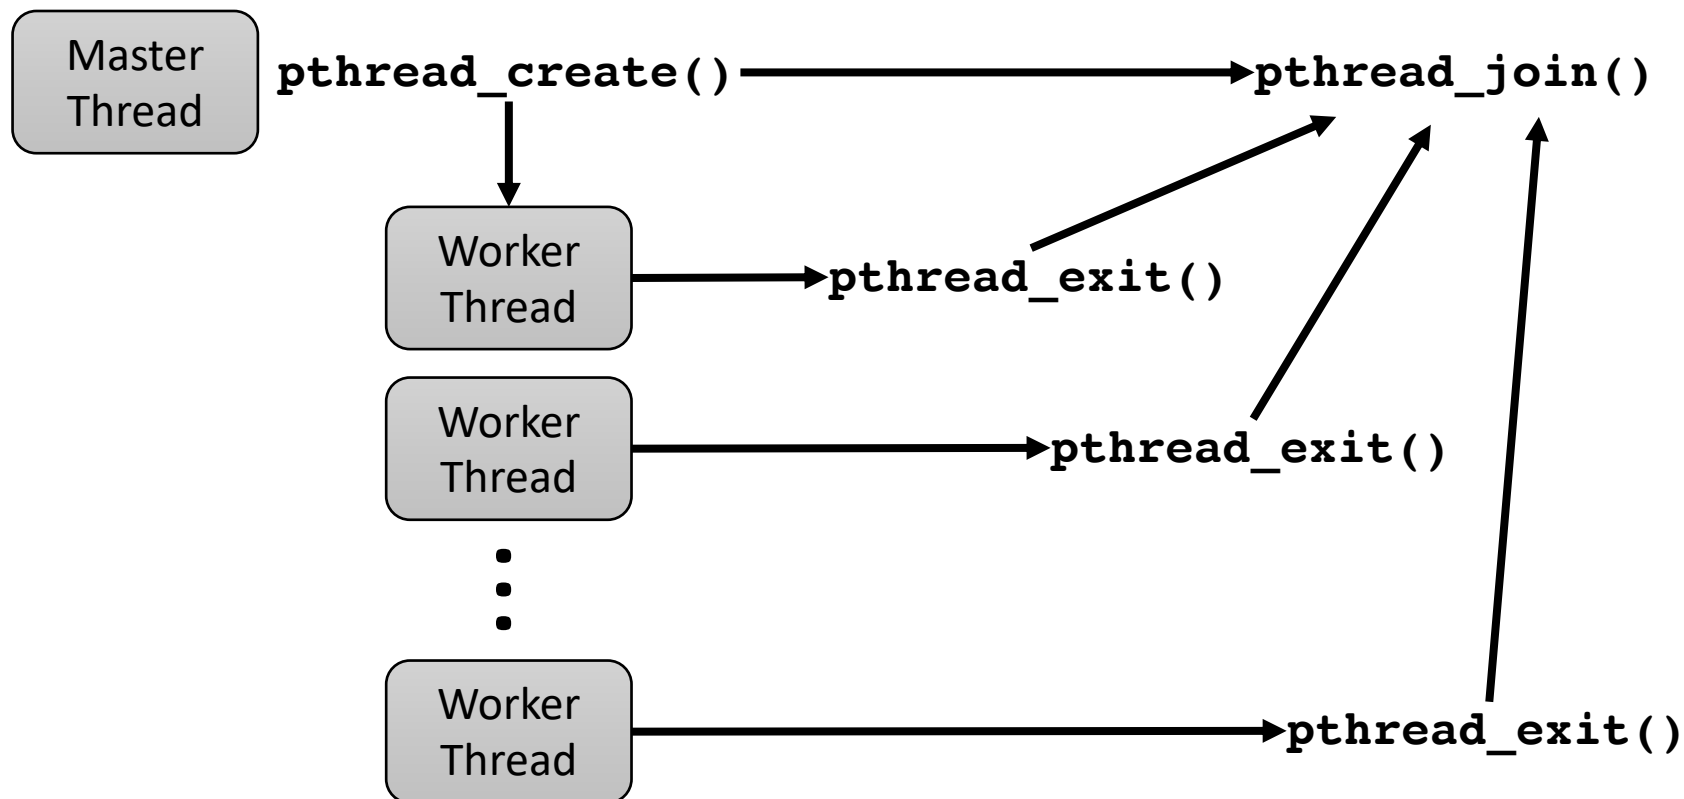 Master
Thread
pthread_create()
pthread_join()
Worker
Thread
pthread_exit()
Worker
Thread
pthread_exit()
Worker
Thread
pthread_exit()